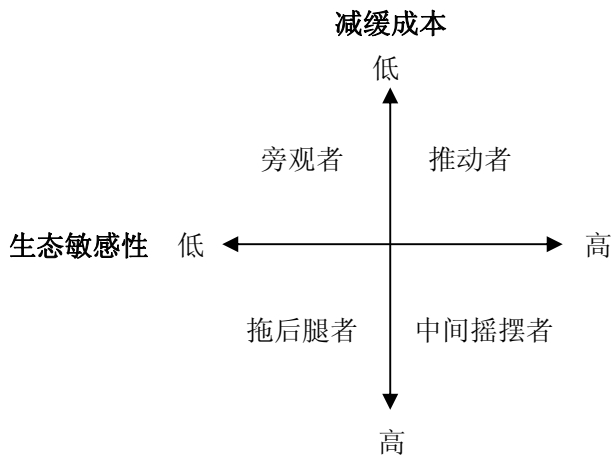 减缓成本
低
旁观者 推动者
生态敏感性 低 高
拖后腿者 中间摇摆者
高